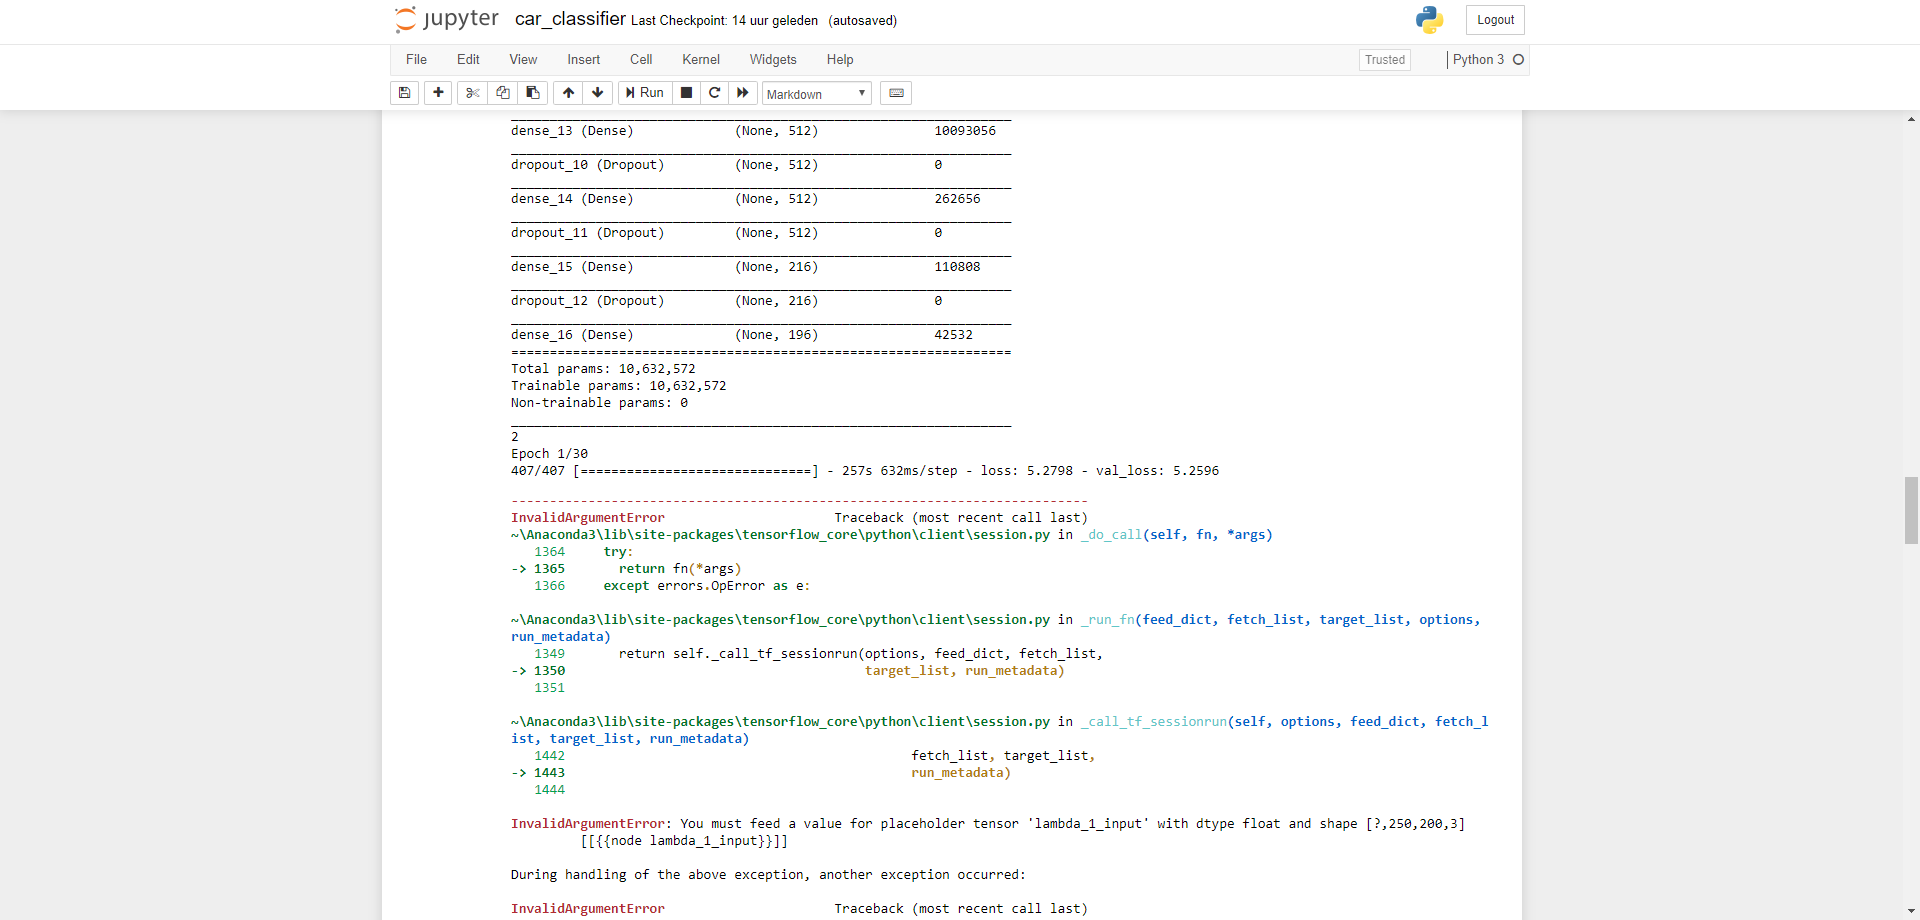 jupyter car_classifier Last Checkpoint: 14 uur geleden (autosaved) Logout
File Edit View Insert Cell Kernel Widgets Help Trusted Python 3
Run Markdown
dense_13 (Dense) (None, 512) 10093056
dropout_10 (Dropout) (None, 512) 0
dense_14 (Dense) (None, 512) 262656
dropout_11 (Dropout) (None, 512) 0
dense_15 (Dense) (None, 216) 110808
dropout_12 (Dropout) (None, 216) 0
dense_16 (Dense) (None, 196) 42532
=================================================================
Total params: 10,632,572
Trainable params: 10,632,572
Non-trainable params: 0
_________________________________________________________________
2
Epoch 1/30
407/407 [==============================] - 257s 632ms/step - loss: 5.2798 - val_loss: 5.2596
---------------------------------------------------------------------------
InvalidArgumentError Traceback (most recent call last)
~\Anaconda3\lib\site-packages\tensorflow_core\python\client\session.py in _do_call(self, fn, *args)
1364 try:
-> 1365 return fn(*args)
1366 except errors.OpError as e:
~\Anaconda3\lib\site-packages\tensorflow_core\python\client\session.py in _run_fn(feed_dict, fetch_list, target_list, options,
run_metadata)
1349 return self._call_tf_sessionrun(options, feed_dict, fetch_list,
-> 1350 target_list, run_metadata)
1351
~\Anaconda3\lib\site-packages\tensorflow_core\python\client\session.py in _call_tf_sessionrun(self, options, feed_dict, fetch_l
ist, target_list, run_metadata)
1442 fetch_list, target_list,
-> 1443 run_metadata)
1444
InvalidArgumentError: You must feed a value for placeholder tensor 'lambda_1_input' with dtype float and shape [?,250,200,3]
[[{{node lambda_1_input}}]]
During handling of the above exception, another exception occurred:
InvalidArgumentError Traceback (most recent call last)